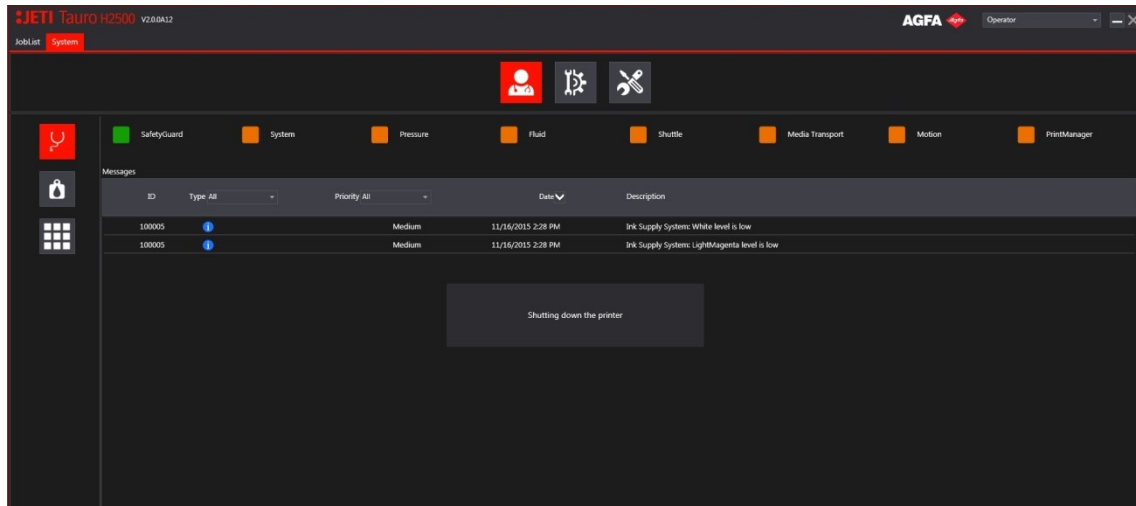 JETI Tauro H2500 V2.0.0A12 AGFA Operator
JobList System
SafetyGuard System Pressure Fluid Shuttle Media Transport Motion PrintManager
Messages
ID Type All Priority All Date Description
100005 Medium 11/16/2015 2:28 PM Ink Supply System: White level is low
100005 Medium 11/16/2015 2:28 PM Ink Supply System: LightMagenta level is low
Shutting down the printer